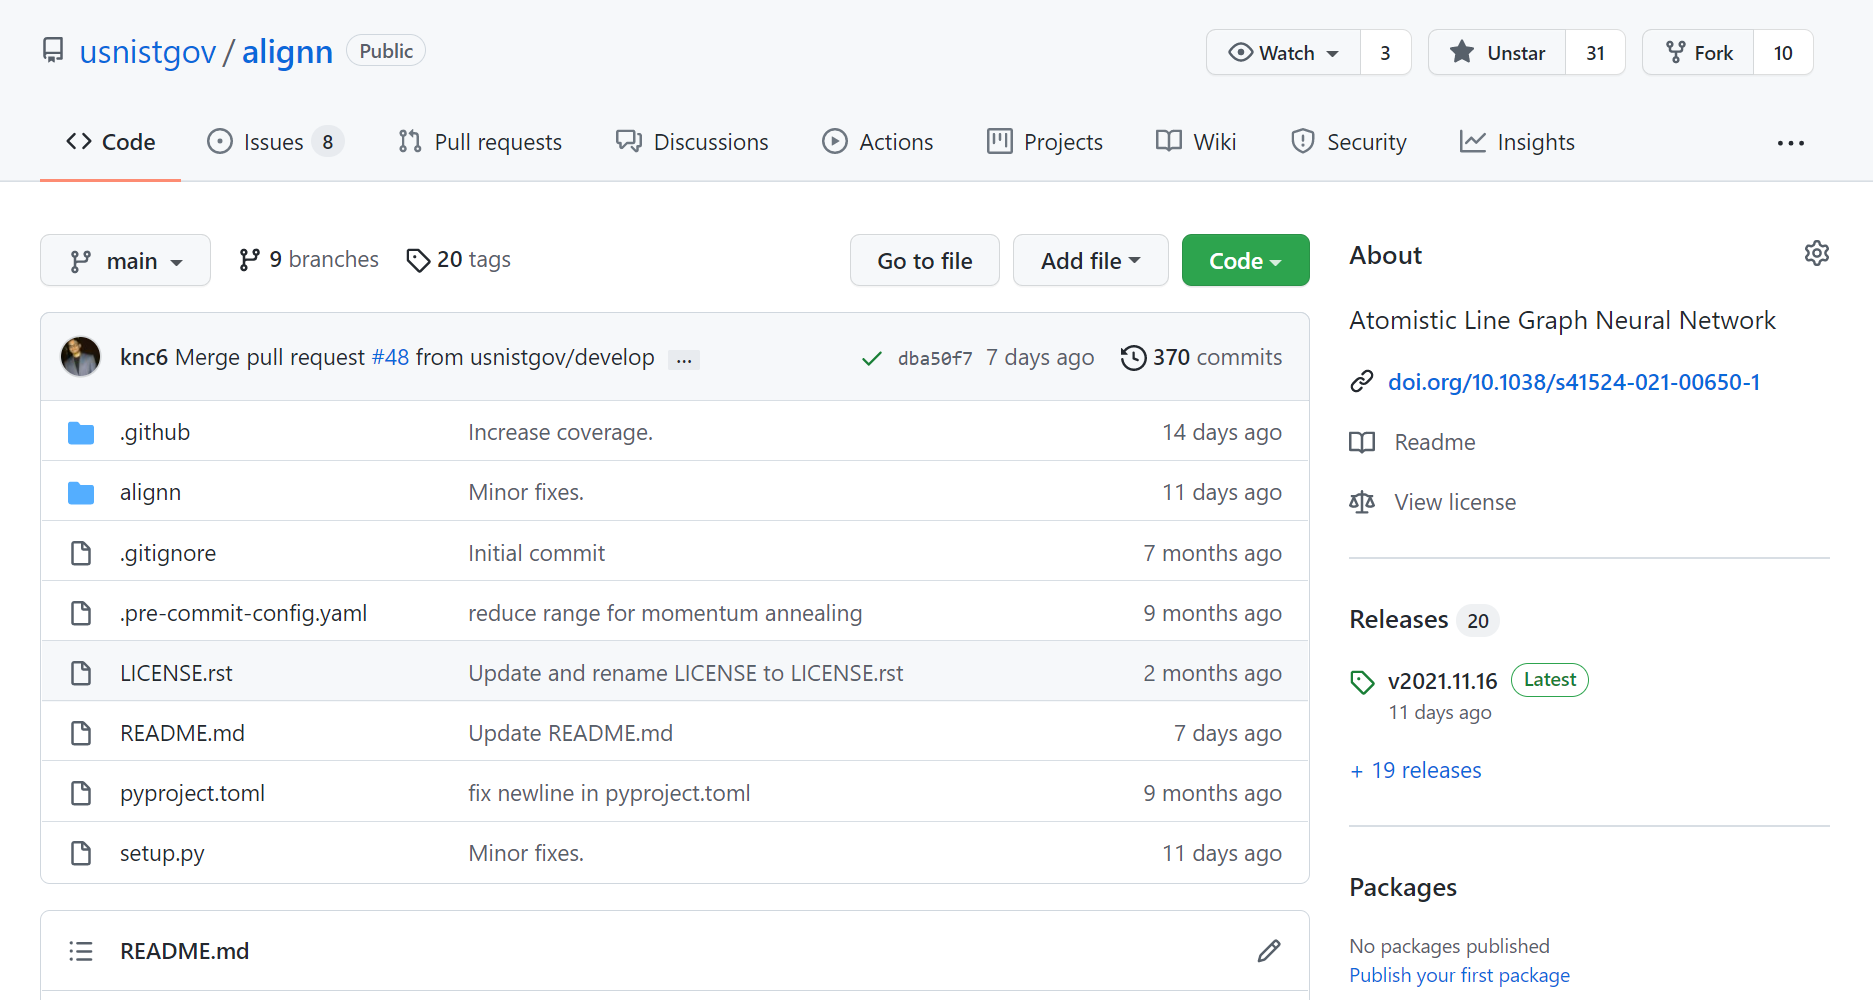 usnistgov / alignn Public
Watch 3 Unstar 31 Fork 10
Code Issues 8 Pull requests Discussions Actions Projects Wiki Security Insights ...
main 9 branches 20 tags Go to file Add file Code
knc6 Merge pull request #48 from usnistgov/develop ... dba50f7 7 days ago 370 commits
.github Increase coverage. 14 days ago
alignn Minor fixes. 11 days ago
.gitignore Initial commit 7 months ago
.pre-commit-config.yaml reduce range for momentum annealing 9 months ago
LICENSE.rst Update and rename LICENSE to LICENSE.rst 2 months ago
README.md Update README.md 7 days ago
pyproject.toml fix newline in pyproject.toml 9 months ago
setup.py Minor fixes. 11 days ago
README.md
About
Atomistic Line Graph Neural Network
doi.org/10.1038/s41524-021-00650-1
Readme
View license
Releases 20
v2021.11.16 Latest
11 days ago
+ 19 releases
Packages
No packages published
Publish your first package